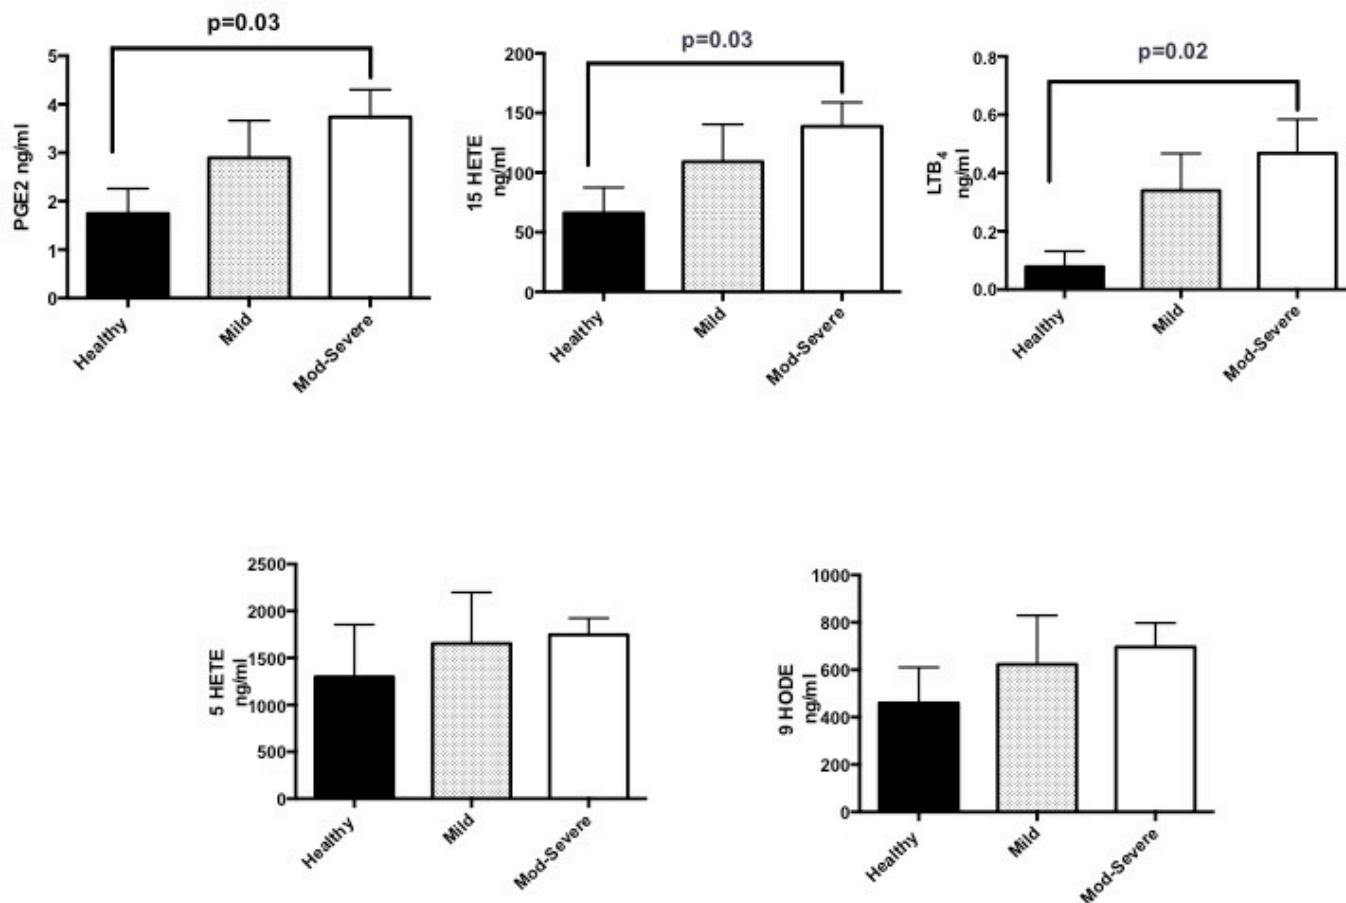 p=0.03
5
4
3
2
1
0
PGE2 ng/ml
Healthy
Mild
Mod-Severe
p=0.03
200
150
100
50
0
15 HETE
ng/ml
Healthy
Mild
Mod-Severe
p=0.02
0.8
0.6
0.4
0.2
0.0
LTB₄
ng/ml
Healthy
Mild
Mod-Severe
2500
2000
1500
1000
500
0
5 HETE
ng/ml
Healthy
Mild
Mod-Severe
1000
800
600
400
200
0
9 HODE
ng/ml
Healthy
Mild
Mod-Severe